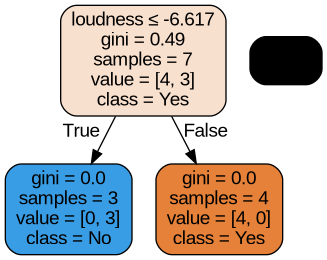 loudness ≤ -6.617
gini = 0.49
samples = 7
value = [4, 3]
class = Yes
True
False
gini = 0.0
samples = 3
value = [0, 3]
class = No
gini = 0.0
samples = 4
value = [4, 0]
class = Yes